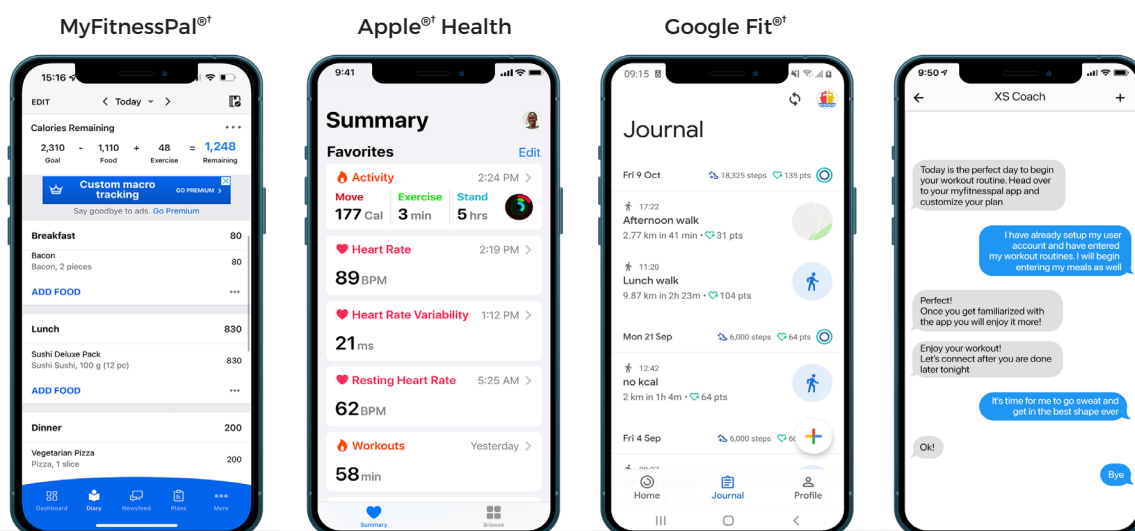 MyFitnessPal®†
15:16
EDIT
Today
Calories Remaining
2,310 - 1,110 + 48 = 1,248
Goal Food Exercise Remaining
Custom macro
tracking
GO PREMIUM >
Say goodbye to ads. Go Premium
Breakfast 80
Bacon
Bacon, 2 pieces
80
ADD FOOD
Lunch 830
Sushi Deluxe Pack
Sushi Sushi, 100 g (12 pc)
830
ADD FOOD
Dinner 200
Vegetarian Pizza
Pizza, 1 slice
200
Dashboard Diary Newsfeed Plans More
Apple®† Health
9:41
Summary
Favorites Edit
Activity 2:24 PM
Move Exercise Stand
177 Cal 3 min 5 hrs
Heart Rate 2:19 PM
89 BPM
Heart Rate Variability 1:12 PM
21 ms
Resting Heart Rate 5:25 AM
62 BPM
Workouts Yesterday
58 min
Summary Browse
Google Fit®†
09:15
Journal
Fri 9 Oct 18,325 steps 135 pts
17:22
Afternoon walk
2.77 km in 41 min • 31 pts
11:20
Lunch walk
9.87 km in 2h 23m • 104 pts
Mon 21 Sep 6,000 steps 64 pts
12:42
no kcal
2 km in 1h 4m • 64 pts
Fri 4 Sep 6,000 steps
Home Journal Profile
9:50
XS Coach
Today is the perfect day to begin
your workout routine. Head over
to your myfitnesspal app and
customize your plan
I have already setup my user
account and have entered
my workout routines. I will begin
entering my meals as well
Perfect!
Once you get familiarized with
the app you will enjoy it more!
Enjoy your workout!
Let's connect after you are done
later tonight
It's time for me to go sweat and
get in the best shape ever
Ok!
Bye